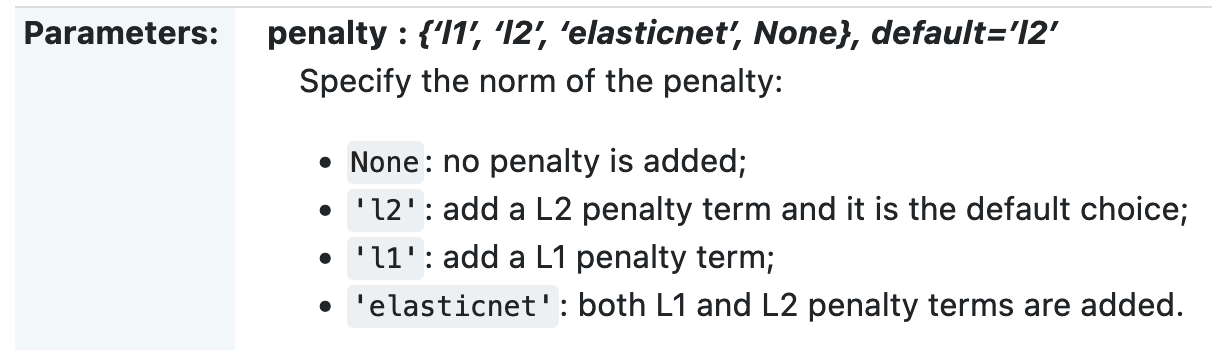 Parameters: penalty : {‘l1’, ‘l2’, ‘elasticnet’, None}, default=’l2’
Specify the norm of the penalty:
• None: no penalty is added;
• 'l2': add a L2 penalty term and it is the default choice;
• 'l1': add a L1 penalty term;
• 'elasticnet': both L1 and L2 penalty terms are added.